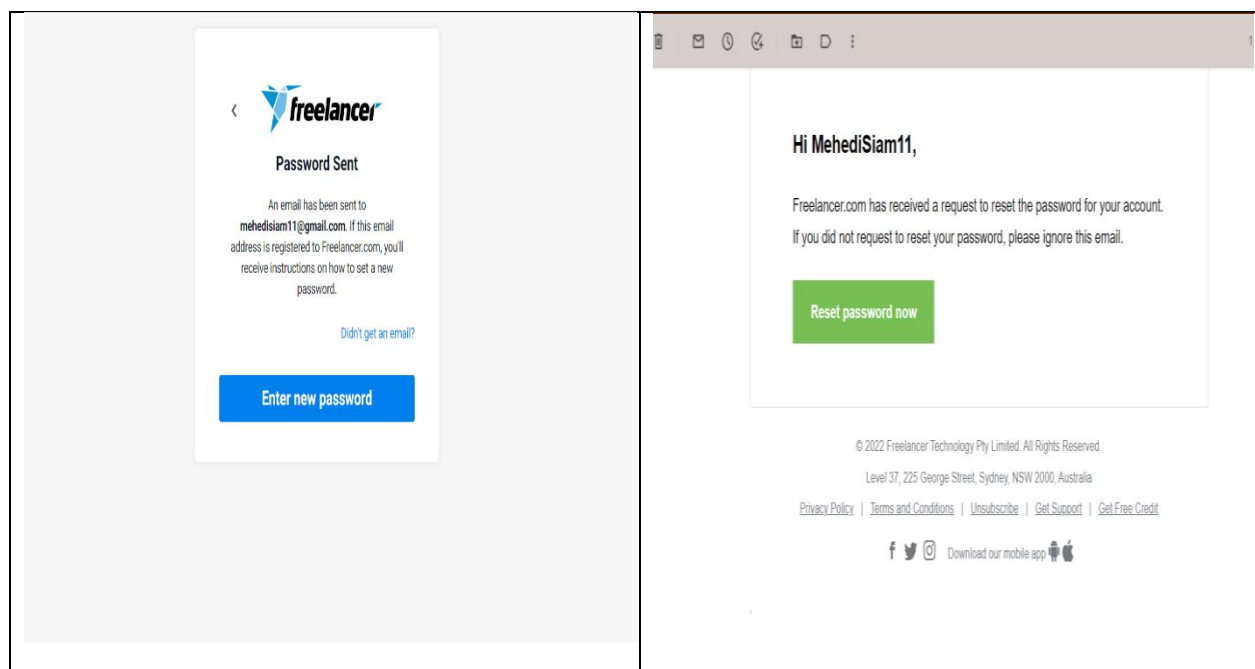 freelancer
Password Sent
An email has been sent to
mehedisiam11@gmail.com. If this email
address is registered to Freelancer.com, you'll
receive instructions on how to set a new
password.
Didn't get an email?
Enter new password
1
Hi MehediSiam11,
Freelancer.com has received a request to reset the password for your account.
If you did not request to reset your password, please ignore this email.
Reset password now
© 2022 Freelancer Technology Pty Limited. All Rights Reserved.
Level 37, 225 George Street, Sydney, NSW 2000, Australia
Privacy Policy | Terms and Conditions | Unsubscribe | Get Support | Get Free Credit
Download our mobile app